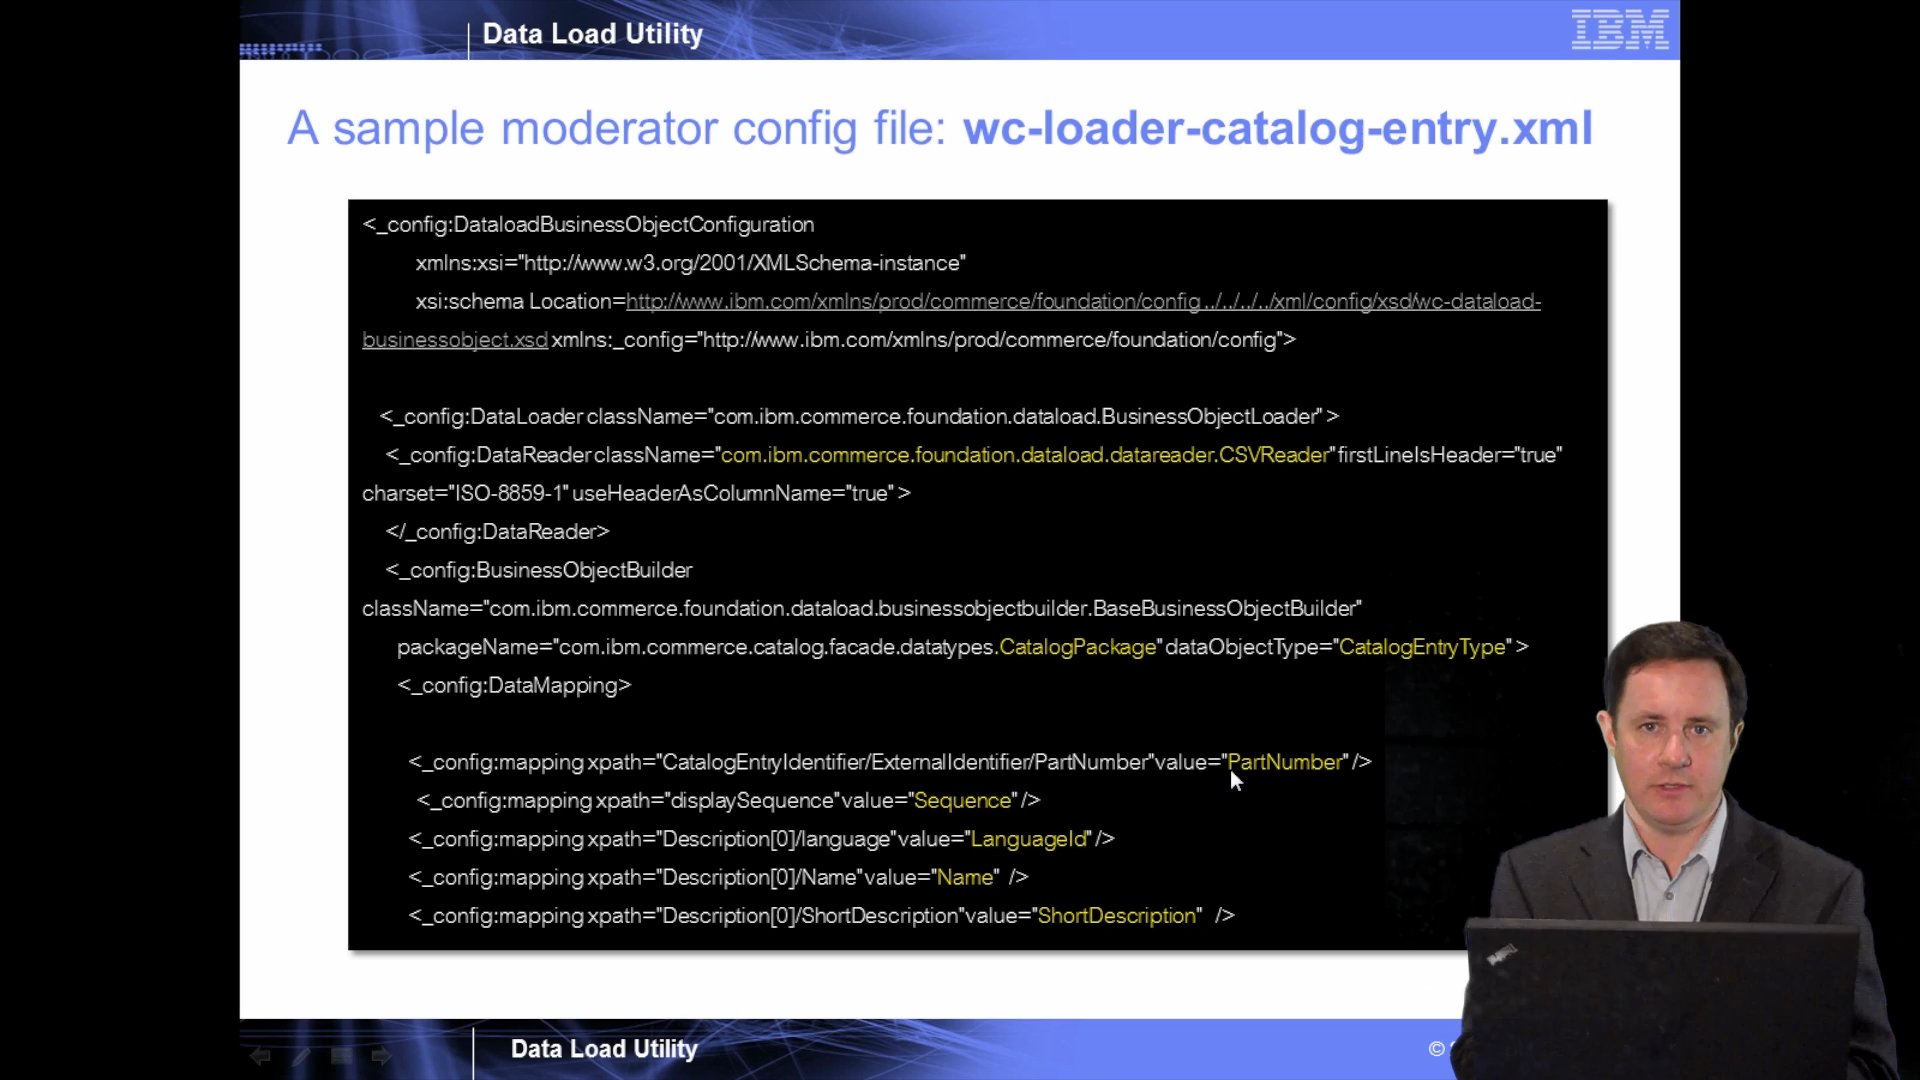 Data Load Utility
IBM
A sample moderator config file: wc-loader-catalog-entry.xml
<_config:DataloadBusinessObjectConfiguration
xmlns:xsi="http://www.w3.org/2001/XMLSchema-instance"
xsi:schema Location=http://www.ibm.com/xmlns/prod/commerce/foundation/config../../../../xml/config/xsd/wc-dataload-
businessobject.xsd xmlns:_config="http://www.ibm.com/xmlns/prod/commerce/foundation/config">
<_config:DataLoader className="com.ibm.commerce.foundation.dataload.BusinessObjectLoader" >
<_config:DataReader className="com.ibm.commerce.foundation.dataload.datareader.CSVReader" firstLineIsHeader="true"
charset="ISO-8859-1" useHeaderAsColumnName="true" >
</_config:DataReader>
<_config:BusinessObjectBuilder
className="com.ibm.commerce.foundation.dataload.businessobjectbuilder.BaseBusinessObjectBuilder"
packageName="com.ibm.commerce.catalog.facade.datatypes.CatalogPackage" dataObjectType="CatalogEntryType" >
<_config:DataMapping>
<_config:mapping xpath="CatalogEntryIdentifier/ExternalIdentifier/PartNumber"value="PartNumber" />
<_config:mapping xpath="displaySequence"value="Sequence" />
<_config:mapping xpath="Description[0]/language"value="LanguageId" />
<_config:mapping xpath="Description[0]/Name"value="Name" />
<_config:mapping xpath="Description[0]/ShortDescription"value="ShortDescription" />
Data Load Utility
©